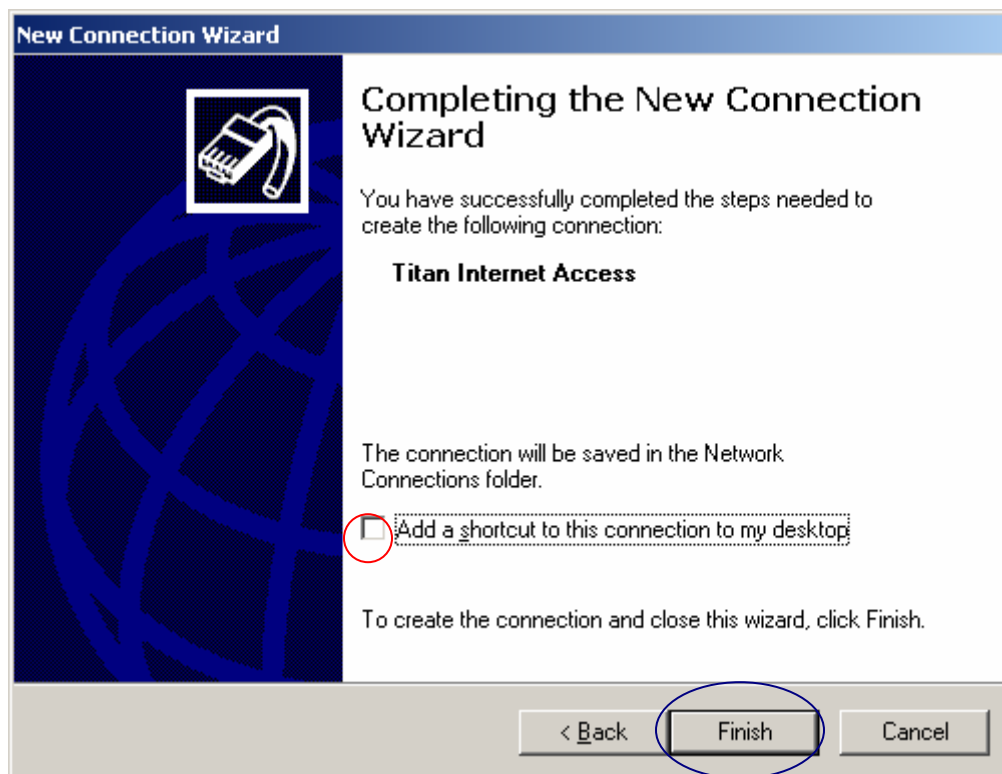 New Connection Wizard
Completing the New Connection
Wizard
You have successfully completed the steps needed to
create the following connection:
Titan Internet Access
The connection will be saved in the Network
Connections folder.
Add a shortcut to this connection to my desktop
To create the connection and close this wizard, click Finish.
< Back Finish Cancel